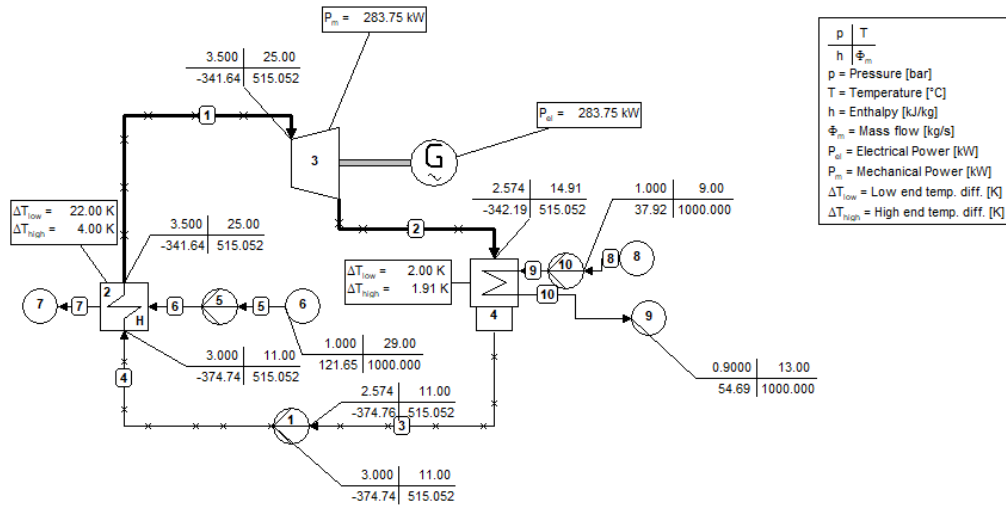 P_m = 283.75 kW
3.500 25.00
-341.64 515.052
1
3
G
~
P_el = 283.75 kW
p T
h Φ_m
p = Pressure [bar]
T = Temperature [°C]
h = Enthalpy [kJ/kg]
Φ_m = Mass flow [kg/s]
P_el = Electrical Power [kW]
P_m = Mechanical Power [kW]
ΔT_low = Low end temp. diff. [K]
ΔT_high = High end temp. diff. [K]
2.574 14.91
-342.19 515.052
1.000 9.00
37.92 1000.000
2
ΔT_low = 22.00 K
ΔT_high = 4.00 K
3.500 25.00
-341.64 515.052
ΔT_low = 2.00 K
ΔT_high = 1.91 K
9
10
8
8
10
4
9
2
H
7
7
6
5
5
6
1.000 29.00
121.65 1000.000
3.000 11.00
-374.74 515.052
4
0.9000 13.00
54.69 1000.000
2.574 11.00
-374.76 515.052
1
3
3.000 11.00
-374.74 515.052